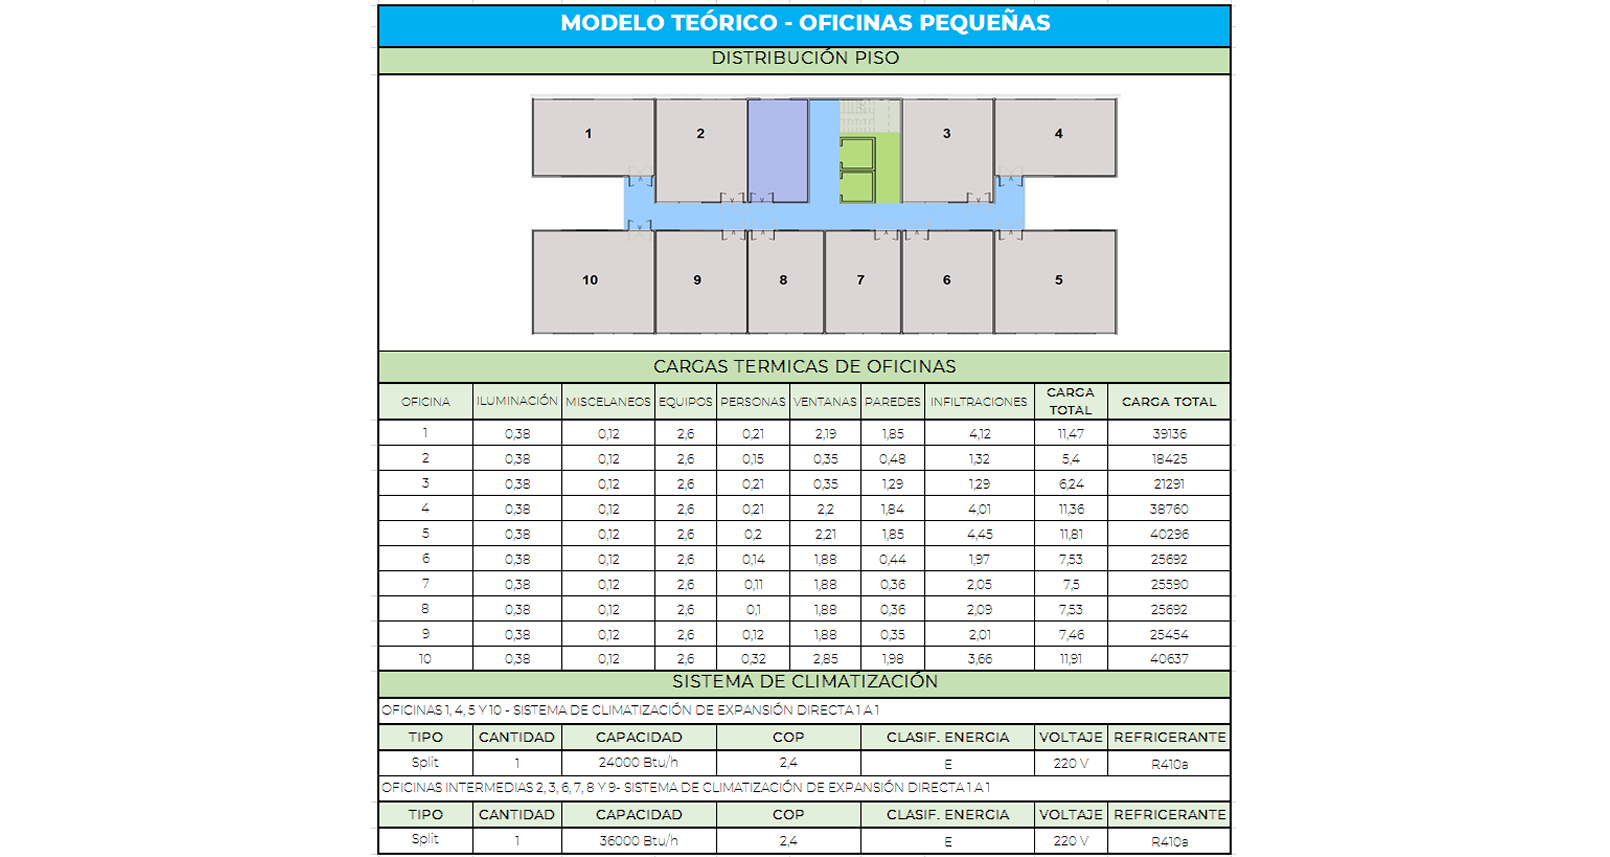 MODELO TEÓRICO - OFICINAS PEQUEÑAS
DISTRIBUCIÓN PISO
1 2 3 4
10 9 8 7 6 5
CARGAS TERMICAS DE OFICINAS
OFICINA ILUMINACIÓN MISCELANEOS EQUIPOS PERSONAS VENTANAS PAREDES INFILTRACIONES CARGA TOTAL CARGA TOTAL
1 0,38 0,12 2,6 0,21 2,19 1,85 4,12 11,47 39136
2 0,38 0,12 2,6 0,15 0,35 0,48 1,32 5,4 18425
3 0,38 0,12 2,6 0,21 0,35 1,29 1,29 6,24 21291
4 0,38 0,12 2,6 0,21 2,2 1,84 4,01 11,36 38760
5 0,38 0,12 2,6 0,2 2,21 1,85 4,45 11,81 40296
6 0,38 0,12 2,6 0,14 1,88 0,44 1,97 7,53 25692
7 0,38 0,12 2,6 0,11 1,88 0,36 2,05 7,5 25590
8 0,38 0,12 2,6 0,1 1,88 0,36 2,09 7,53 25692
9 0,38 0,12 2,6 0,12 1,88 0,35 2,01 7,46 25454
10 0,38 0,12 2,6 0,32 2,85 1,98 3,66 11,91 40637
SISTEMA DE CLIMATIZACIÓN
OFICINAS 1, 4, 5 Y 10 - SISTEMA DE CLIMATIZACIÓN DE EXPANSIÓN DIRECTA 1 A 1
TIPO CANTIDAD CAPACIDAD COP CLASIF. ENERGIA VOLTAJE REFRIGERANTE
Split 1 24000 Btu/h 2,4 E 220 V R410a
OFICINAS INTERMEDIAS 2, 3, 6, 7, 8 Y 9- SISTEMA DE CLIMATIZACIÓN DE EXPANSIÓN DIRECTA 1 A 1
TIPO CANTIDAD CAPACIDAD COP CLASIF. ENERGIA VOLTAJE REFRIGERANTE
Split 1 36000 Btu/h 2,4 E 220 V R410a